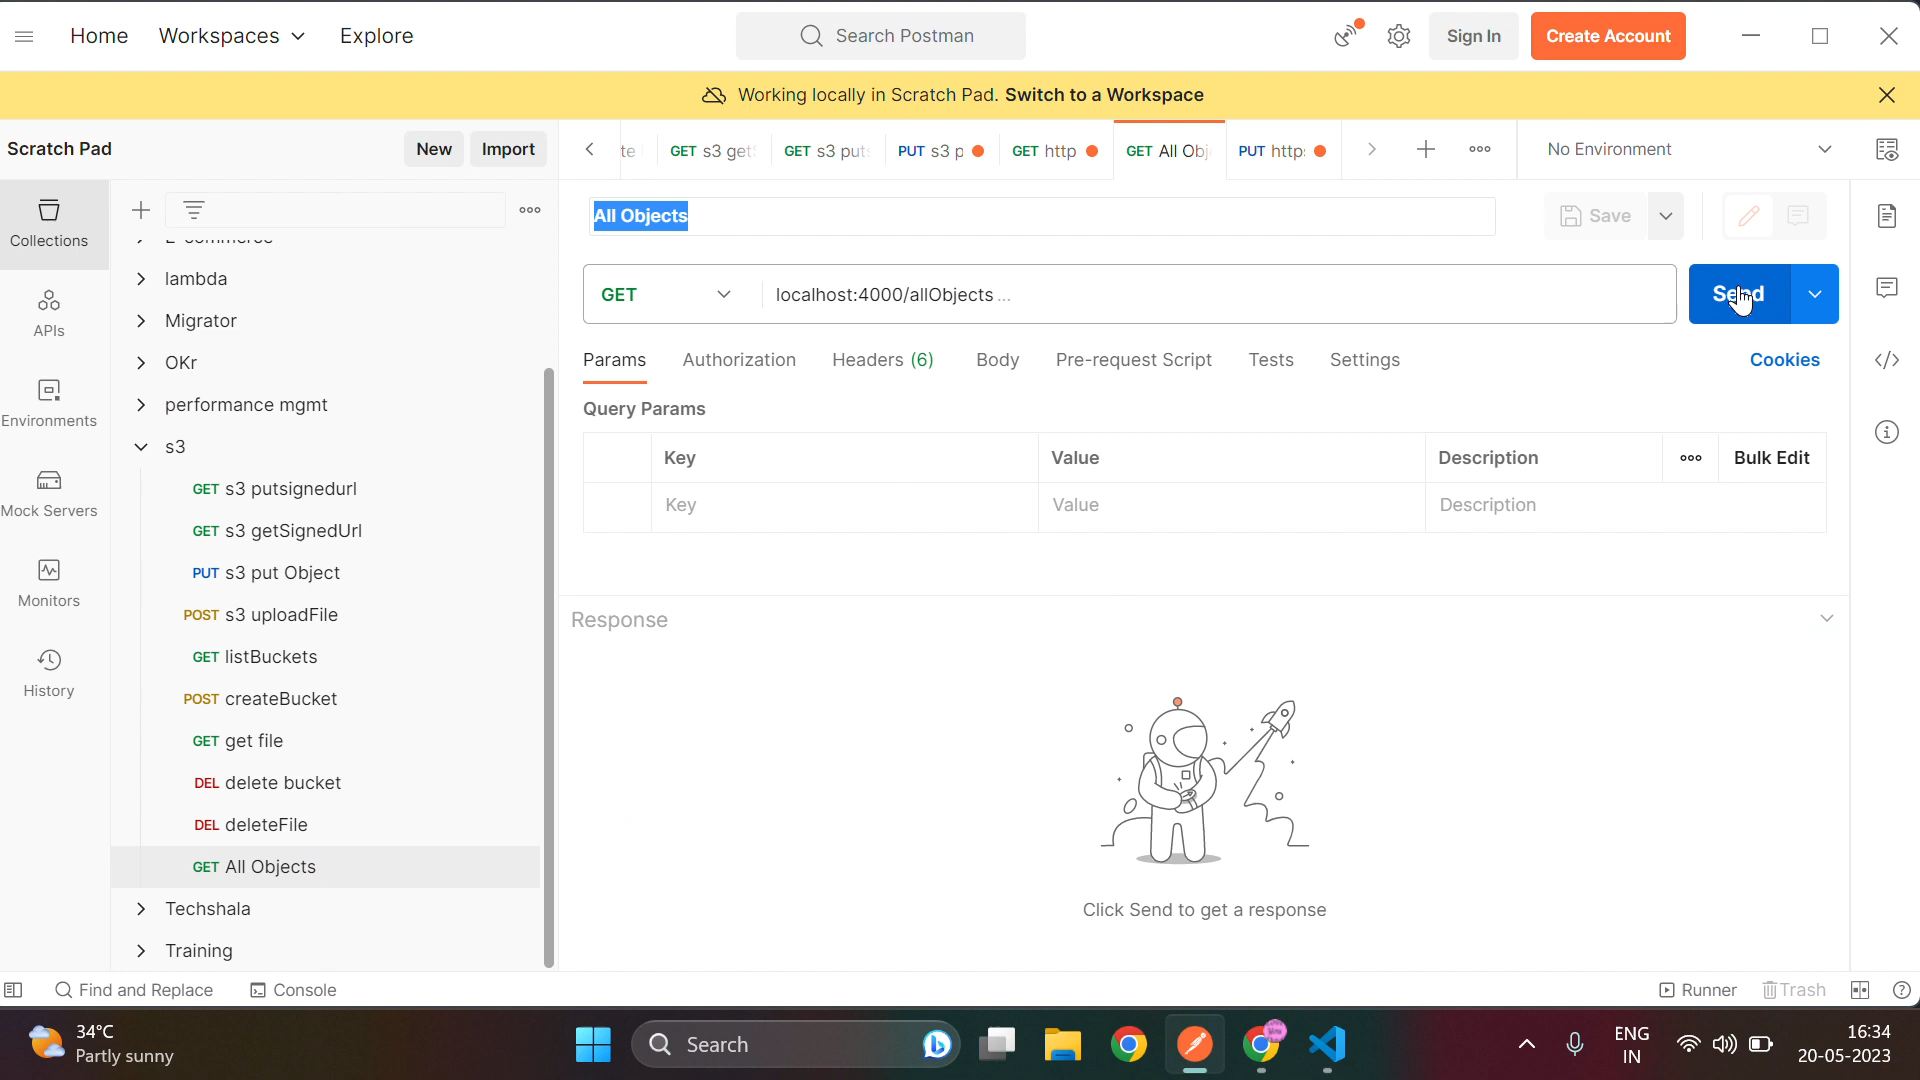 Home Workspaces Explore Search Postman Sign In Create Account
Working locally in Scratch Pad. Switch to a Workspace
Scratch Pad New Import te GET s3 get PUT s3 p GET http GET All Obj PUT http: No Environment
GET s3 put
Collections
APIs
Environments
Mock Servers
Monitors
History
lambda
Migrator
OKr
performance mgmt
s3
GET s3 putsignedurl
GET s3 getSignedUrl
PUT s3 put Object
POST s3 uploadFile
GET listBuckets
POST createBucket
GET get file
DEL delete bucket
DEL deleteFile
GET All Objects
Techshala
Training
All Objects Save
GET localhost:4000/allObjects ... Send
Params Authorization Headers (6) Body Pre-request Script Tests Settings Cookies
Query Params
Key Value Description Bulk Edit
Key Value Description
Response
Click Send to get a response
Find and Replace Console Runner Trash
34°C
Partly sunny
Search
ENG
IN
16:34
20-05-2023